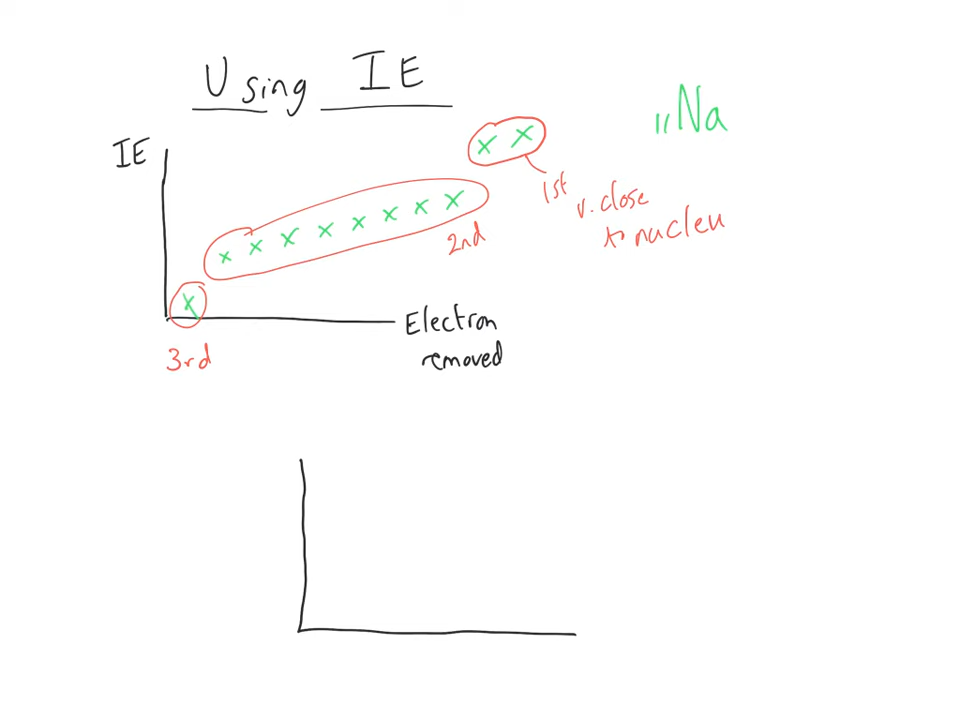 Using IE
₁₁Na
IE
1st
v. close
to nucleu
2nd
Electron
removed
3rd